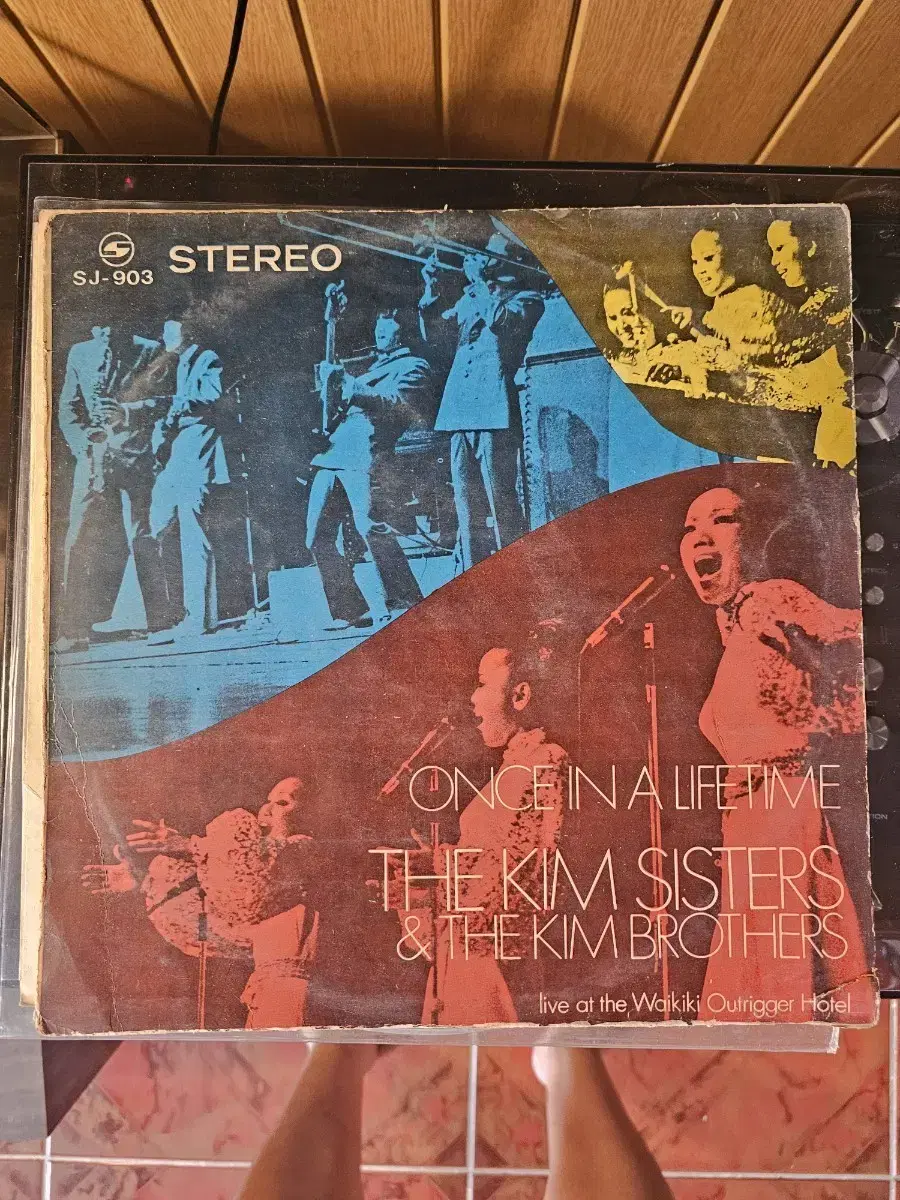 SJ-903 STEREO
ONCE IN A LIFETIME
THE KIM SISTERS
& THE KIM BROTHERS
live at the Waikiki Outrigger Hotel